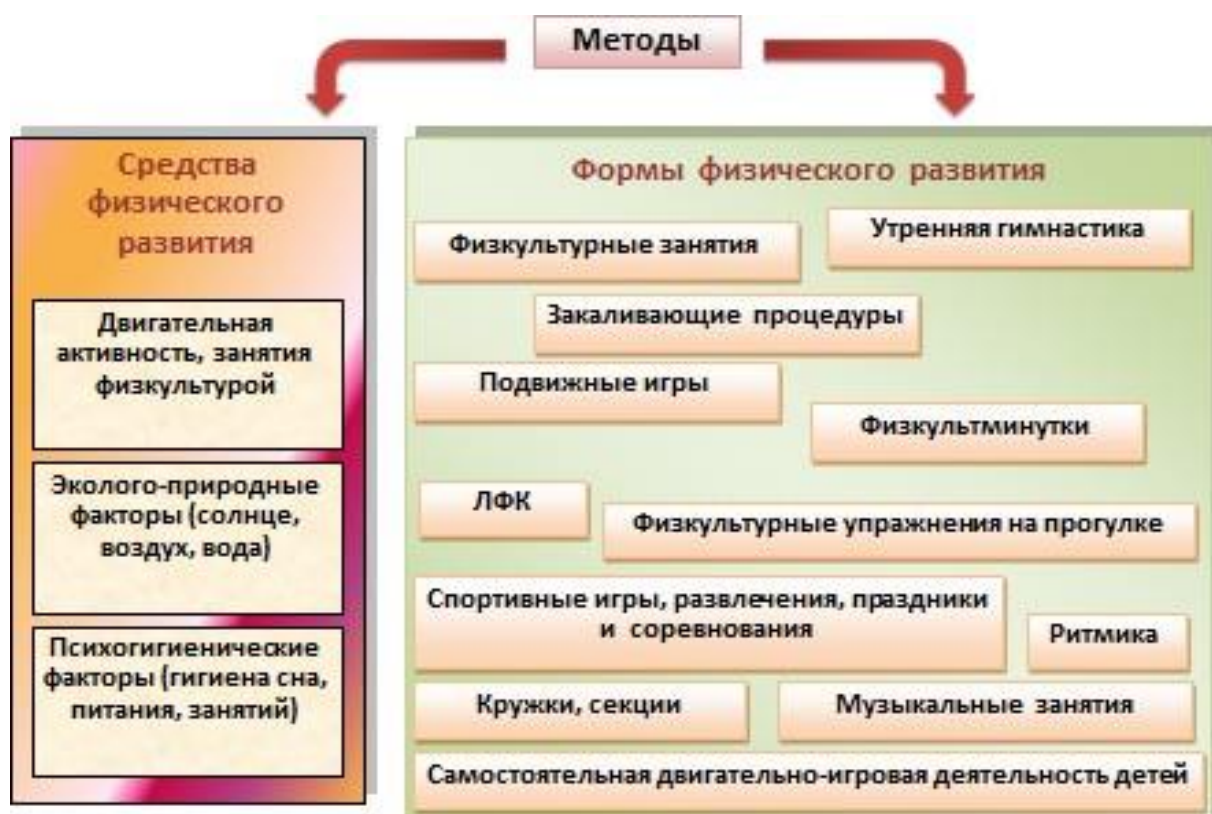 Методы
Средства
физического
развития
Двигательная
активность, занятия
физкультурой
Эколого-природные
факторы (солнце,
воздух, вода)
Психогигиенические
факторы (гигиена сна,
питания, занятий)
Формы физического развития
Физкультурные занятия
Утренняя гимнастика
Закаливающие процедуры
Подвижные игры
Физкультминутки
ЛФК
Физкультурные упражнения на прогулке
Спортивные игры, развлечения, праздники
и соревнования
Ритмика
Кружки, секции
Музыкальные занятия
Самостоятельная двигательно-игровая деятельность детей